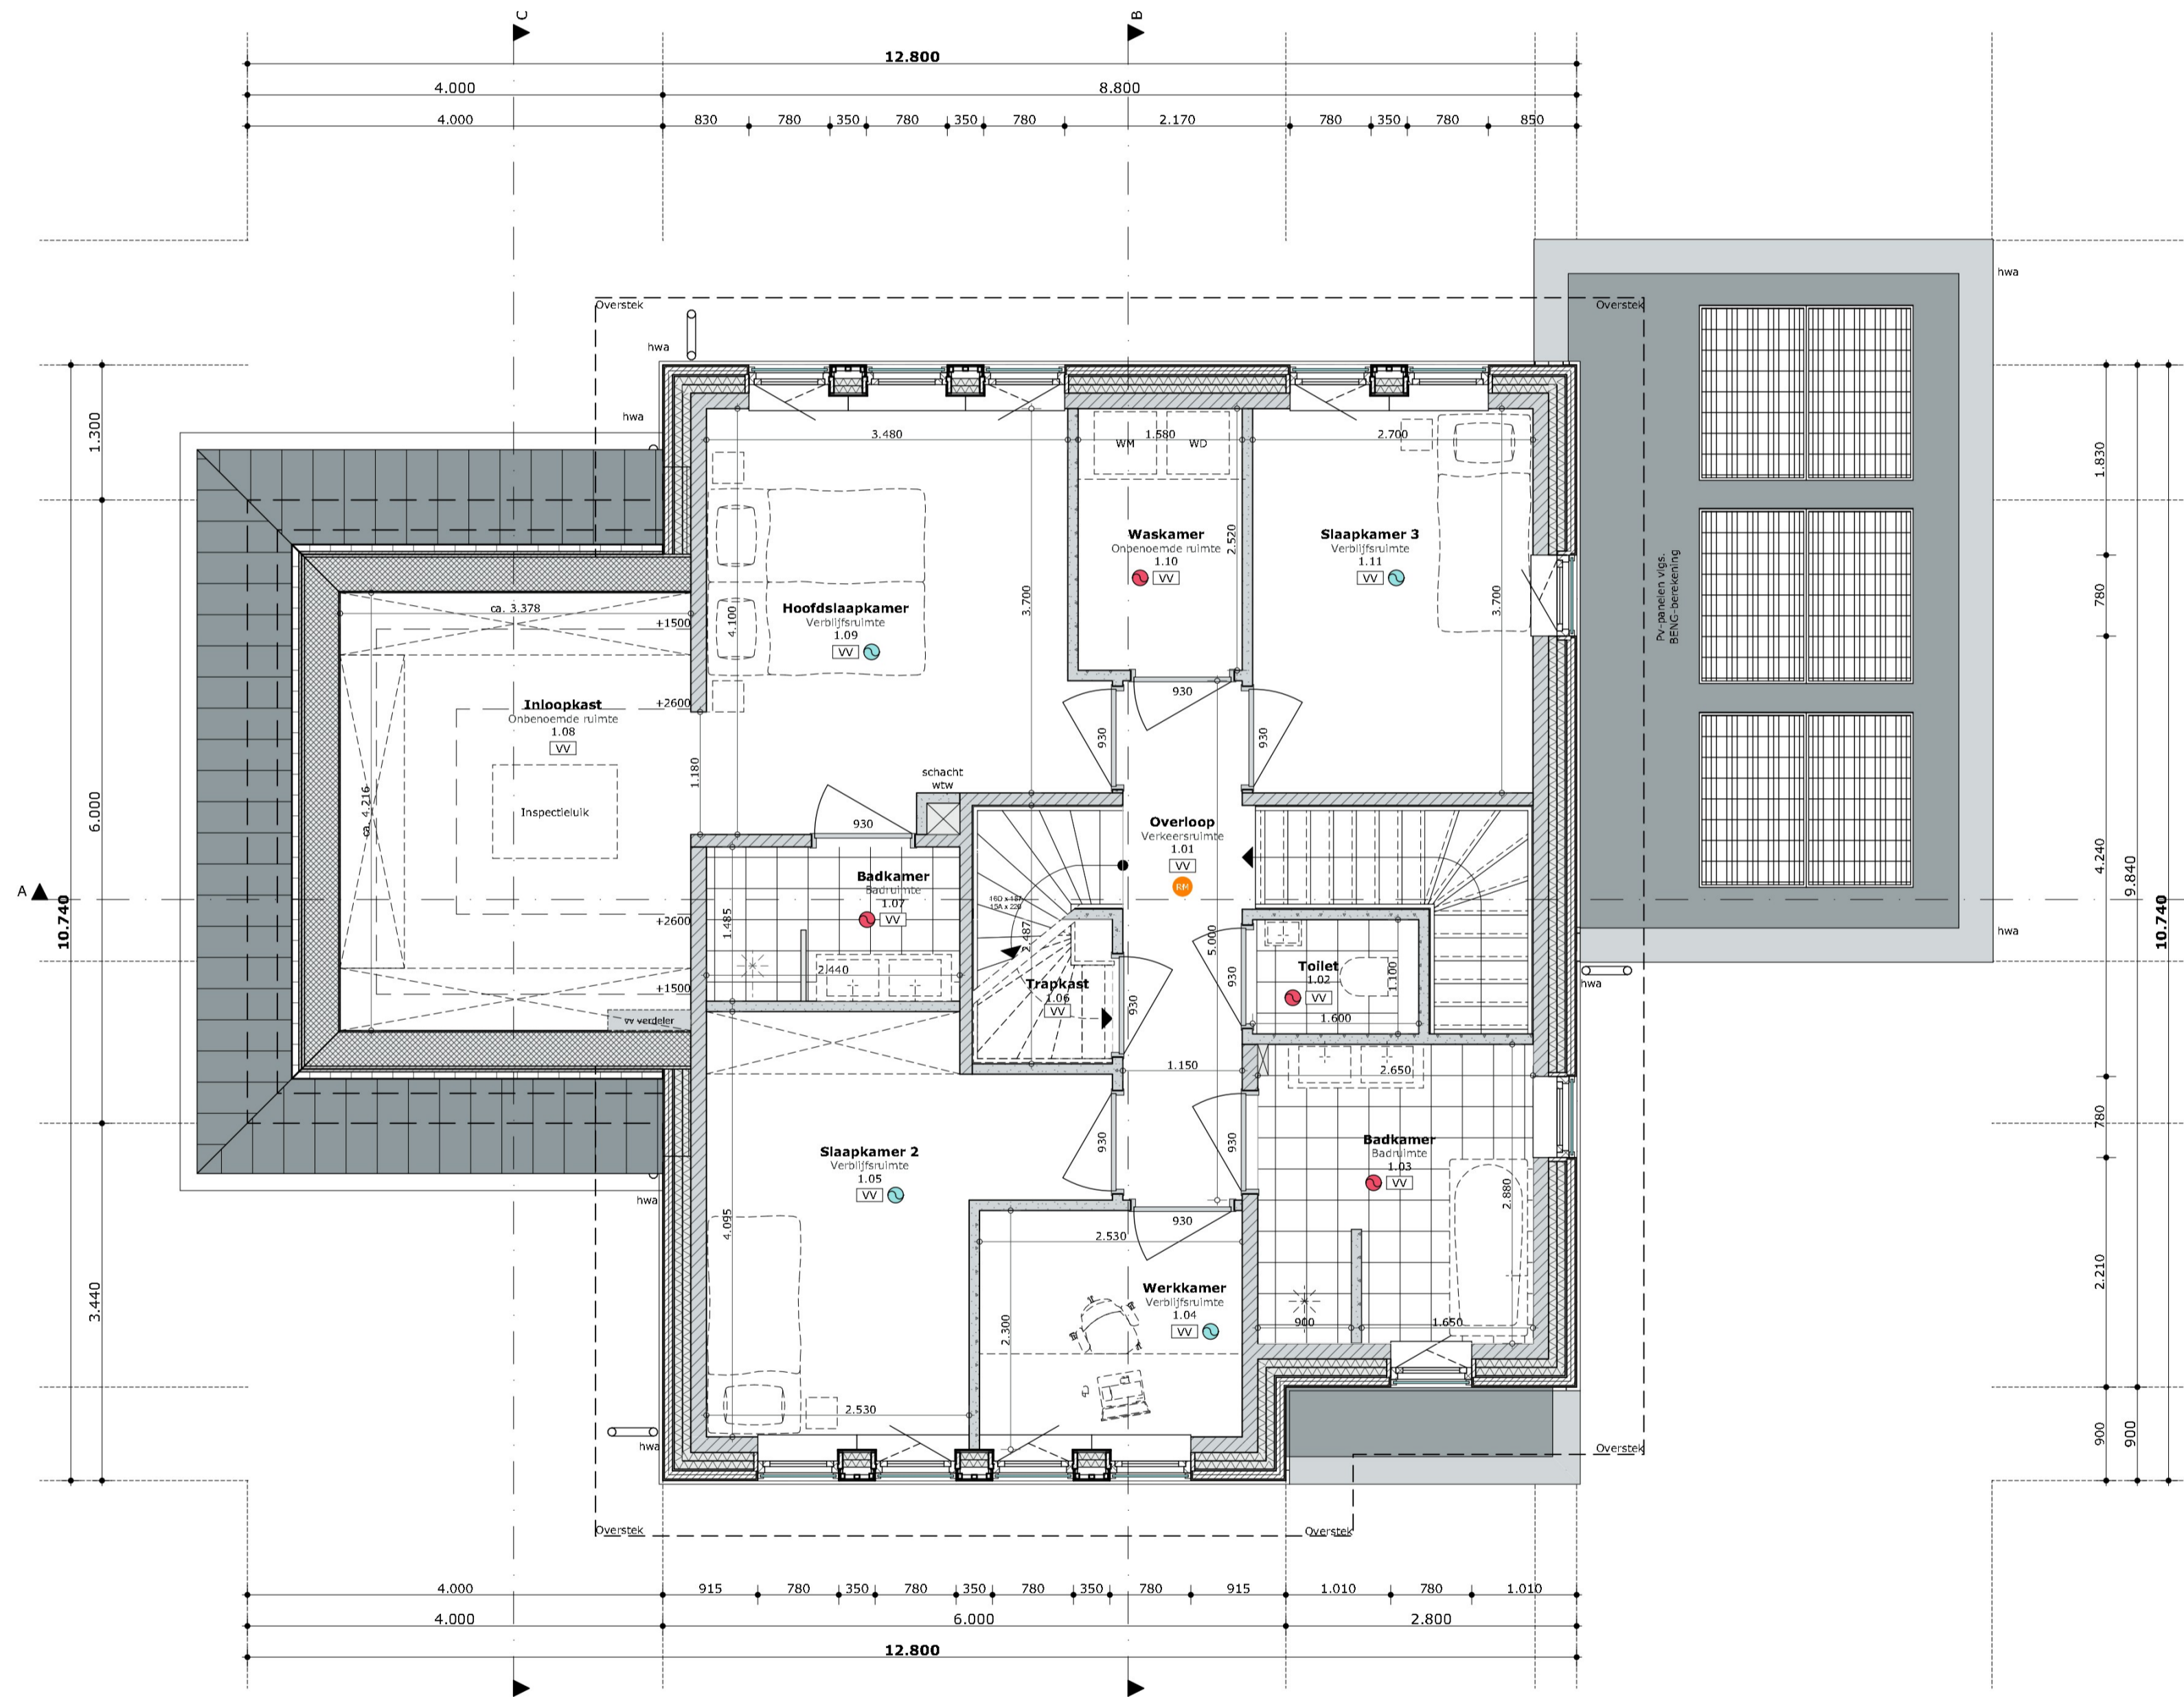 C
B
12.800
4.000
8.800
4.000
830
780
350
780
350
780
2.170
780
350
780
850
hwa
Overstek
Overstek
hwa
hwa
1.300
6.000
3.440
10.740
A
3.480
WM
1.580
WD
2.700
Waskamer
Onbenoemde ruimte
1.10
VV
2.520
Slaapkamer 3
Verblijfsruimte
1.11
VV
3.700
Hoofdslaapkamer
Verblijfsruimte
1.09
VV
4.100
3.700
ca. 3.378
+1500
+2600
Inloopkast
Onbenoemde ruimte
1.08
VV
Inspectieluik
ca. 4.216
1.180
+2600
+1500
vv verdeler
930
930
930
schacht
wtw
930
Overloop
Verkeersruimte
1.01
VV
RM
5.000
Badkamer
Badruimte
1.07
VV
1.485
2.440
2.487
Trapkast
1.06
VV
930
930
Toilet
1.02
VV
1.100
1.600
1.150
2.650
Slaapkamer 2
Verblijfsruimte
1.05
VV
4.095
2.530
930
930
Badkamer
Badruimte
1.03
VV
2.880
900
1.650
930
2.530
Werkkamer
Verblijfsruimte
1.04
VV
2.300
Pv-panelen vlgs.
BENG-berekening
hwa
hwa
hwa
hwa
Overstek
Overstek
Overstek
1.830
780
4.240
780
2.210
900
9.840
900
10.740
4.000
915
780
350
780
350
780
350
780
915
1.010
780
1.010
4.000
6.000
2.800
12.800